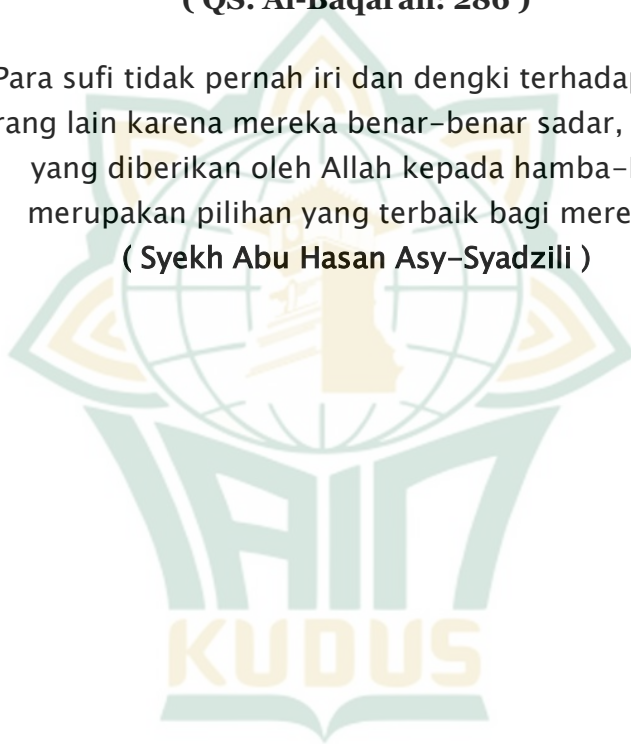 ( QS. Al-Baqarah: 286 )
Para sufi tidak pernah iri dan dengki terhadap
rang lain karena mereka benar-benar sadar,
yang diberikan oleh Allah kepada hamba-
merupakan pilihan yang terbaik bagi mere
( Syekh Abu Hasan Asy-Syadzili )
IAIN
KUDUS